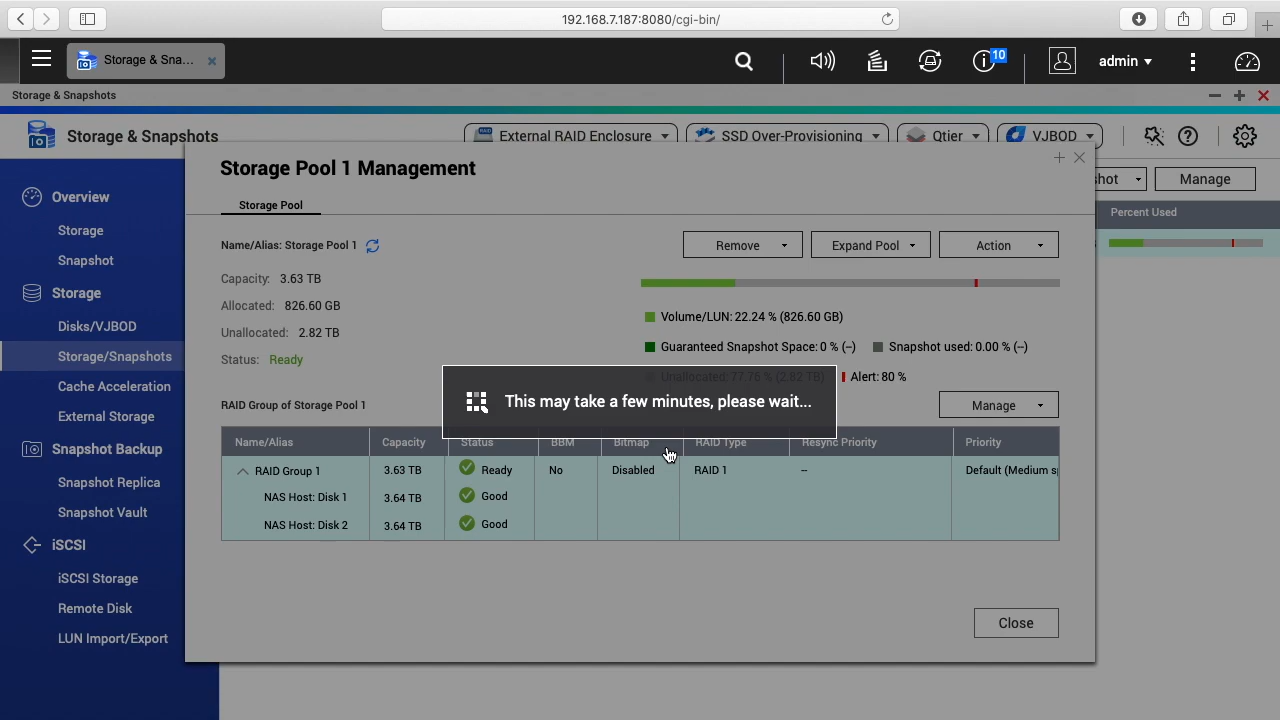 192.168.7.187:8080/cgi-bin/
Storage & Sna...
10
admin
Storage & Snapshots
Storage & Snapshots
External RAID Enclosure
SSD Over-Provisioning
Qtier
VJBOD
Overview
Storage
Snapshot
Storage
Disks/VJBOD
Storage/Snapshots
Cache Acceleration
External Storage
Snapshot Backup
Snapshot Replica
Snapshot Vault
iSCSI
iSCSI Storage
Remote Disk
LUN Import/Export
shot
Manage
Percent Used
Storage Pool 1 Management
Storage Pool
Name/Alias: Storage Pool 1
Remove
Expand Pool
Action
Capacity: 3.63 TB
Allocated: 826.60 GB
Unallocated: 2.82 TB
Status: Ready
Volume/LUN: 22.24 % (826.60 GB)
Guaranteed Snapshot Space: 0 % (--) Snapshot used: 0.00 % (--)
Unallocated: 77.76 % (2.82 TB) Alert: 80 %
This may take a few minutes, please wait...
RAID Group of Storage Pool 1
Manage
Name/Alias Capacity Status BBM Bitmap RAID Type Resync Priority Priority
RAID Group 1 3.63 TB Ready No Disabled RAID 1 -- Default (Medium s
NAS Host: Disk 1 3.64 TB Good
NAS Host: Disk 2 3.64 TB Good
Close